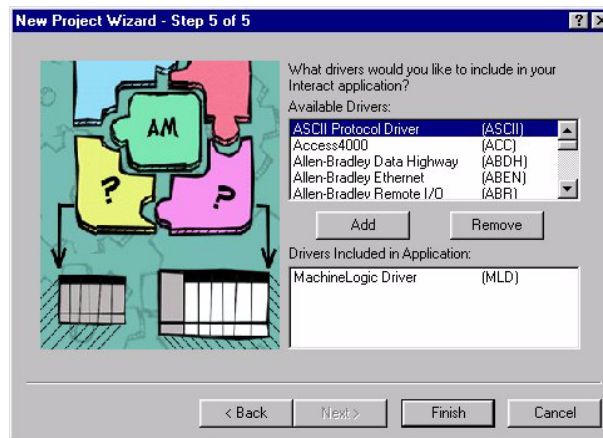 New Project Wizard - Step 5 of 5
AM
?
?
What drivers would you like to include in your
Interact application?
Available Drivers:
ASCII Protocol Driver (ASCII)
Access4000 (ACC)
Allen-Bradley Data Highway (ABDH)
Allen-Bradley Ethernet (ABEN)
Allen-Bradley Remote I/O (ABR)
Add Remove
Drivers Included in Application:
MachineLogic Driver (MLD)
< Back Next > Finish Cancel